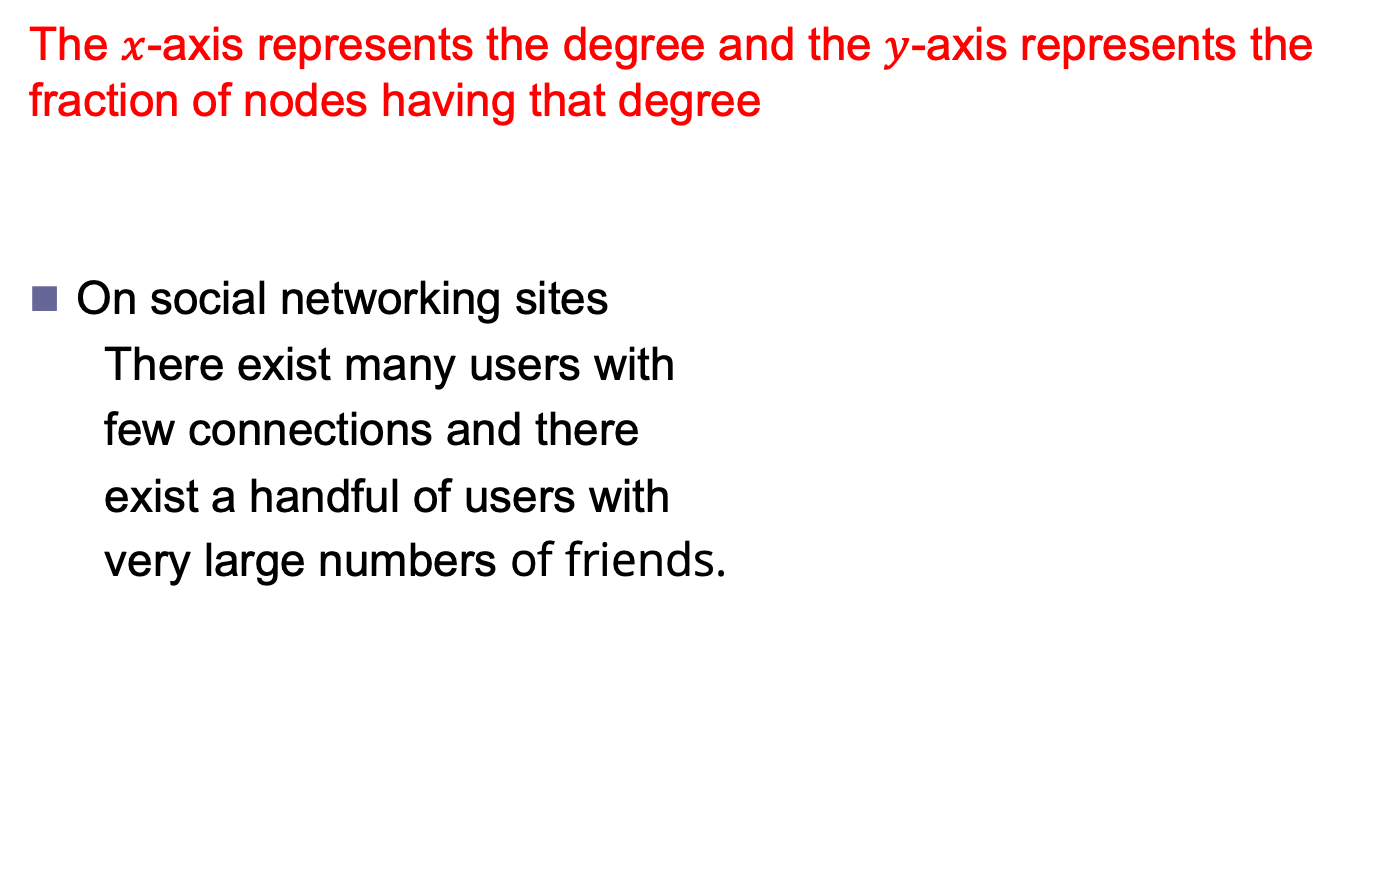 The x-axis represents the degree and the y-axis represents the
fraction of nodes having that degree
On social networking sites
There exist many users with
few connections and there
exist a handful of users with
very large numbers of friends.